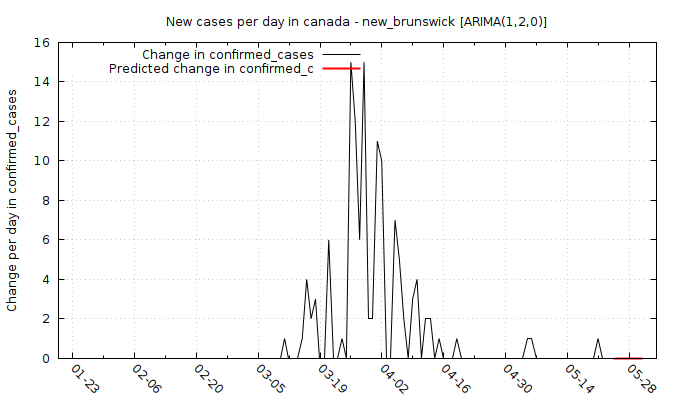 New cases per day in canada - new_brunswick [ARIMA(1,2,0)]
Change in confirmed_cases
Predicted change in confirmed_c
Change per day in confirmed_cases
16
14
12
10
8
6
4
2
0
01-23 02-06 02-20 03-05 03-19 04-02 04-16 04-30 05-14 05-28